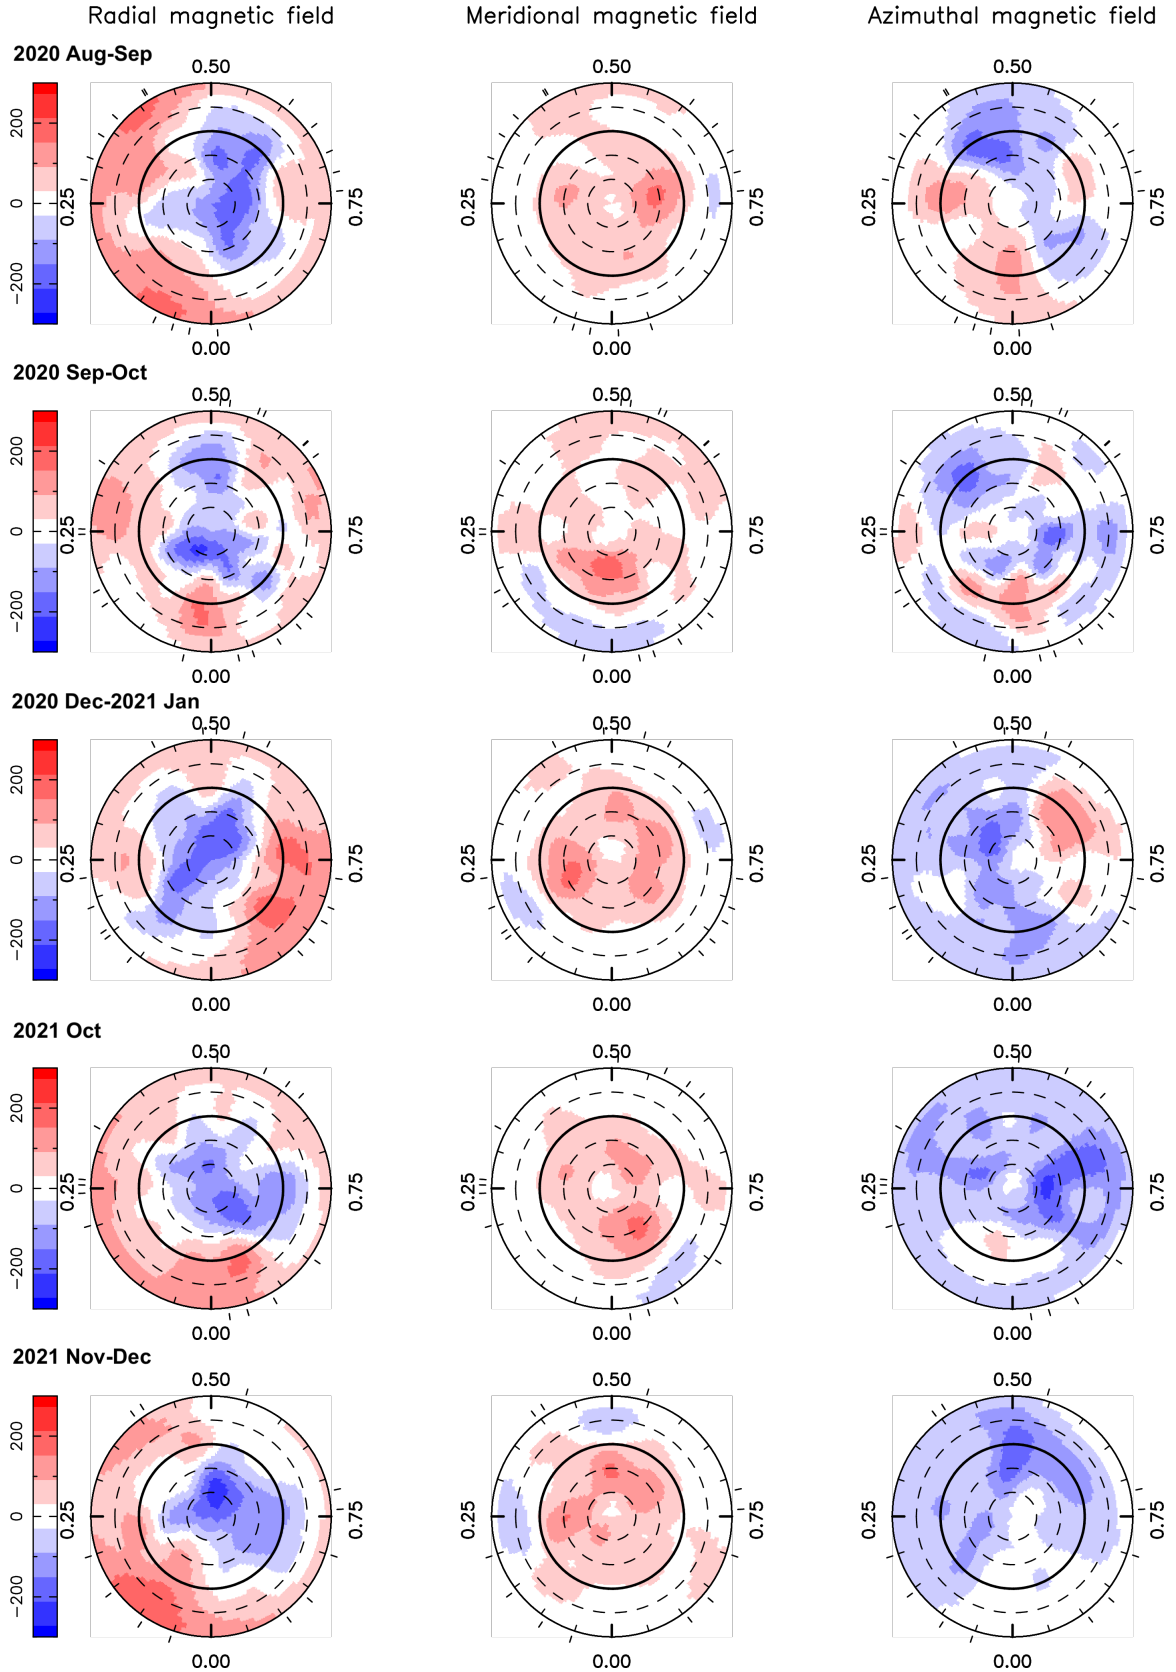 Radial magnetic field Meridional magnetic field Azimuthal magnetic field
2020 Aug-Sep
0.50 0.50 0.50
200 0 −200
0.25 0.75 0.25 0.75 0.25 0.75
0.00 0.00 0.00
2020 Sep-Oct
0.50 0.50 0.50
200 0 −200
0.25 0.75 0.25 0.75 0.25 0.75
0.00 0.00 0.00
2020 Dec-2021 Jan
0.50 0.50 0.50
200 0 −200
0.25 0.75 0.25 0.75 0.25 0.75
0.00 0.00 0.00
2021 Oct
0.50 0.50 0.50
200 0 −200
0.25 0.75 0.25 0.75 0.25 0.75
0.00 0.00 0.00
2021 Nov-Dec
0.50 0.50 0.50
200 0 −200
0.25 0.75 0.25 0.75 0.25 0.75
0.00 0.00 0.00